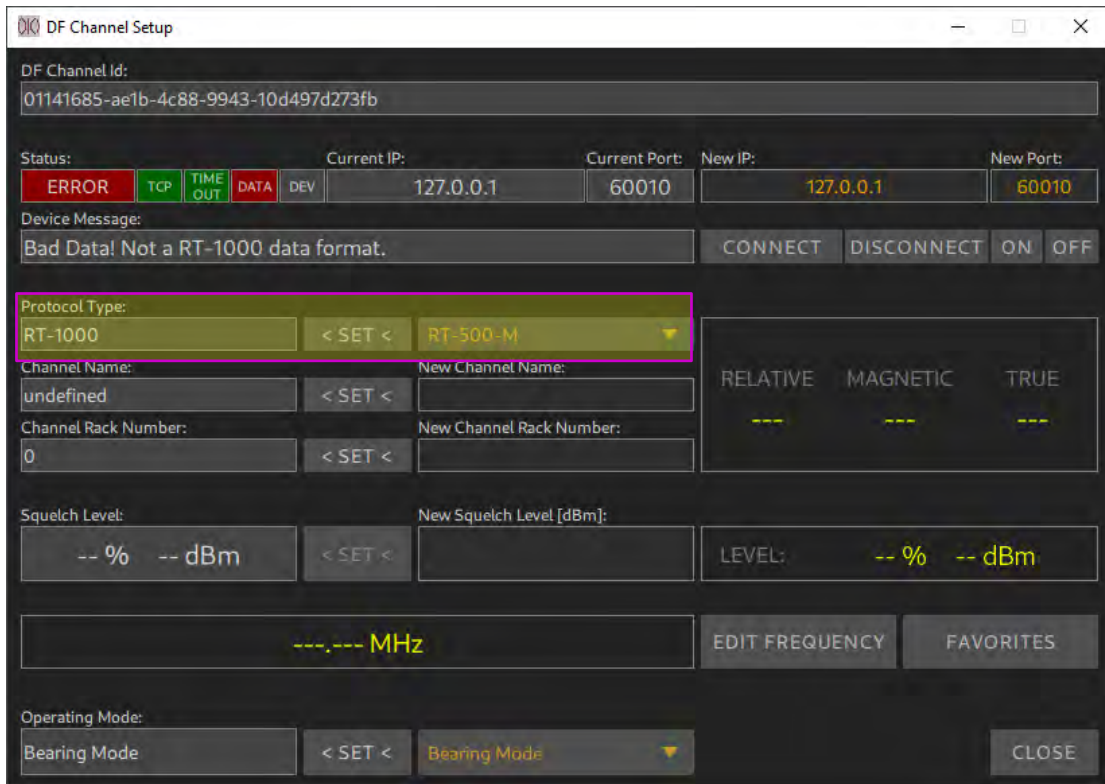 DF Channel Setup
DF Channel Id:
01141685-ae1b-4c88-9943-10d497d273fb
Status: Current IP: Current Port: New IP: New Port:
ERROR TCP TIME OUT DATA DEV 127.0.0.1 60010 127.0.0.1 60010
Device Message:
Bad Data! Not a RT-1000 data format. CONNECT DISCONNECT ON OFF
Protocol Type:
RT-1000 < SET < RT-500-M
Channel Name: New Channel Name:
undefined < SET <
RELATIVE MAGNETIC TRUE
--- --- ---
Channel Rack Number: New Channel Rack Number:
0 < SET <
Squelch Level: New Squelch Level [dBm]:
-- % -- dBm < SET < LEVEL: -- % -- dBm
---.--- MHz EDIT FREQUENCY FAVORITES
Operating Mode:
Bearing Mode < SET < Bearing Mode CLOSE